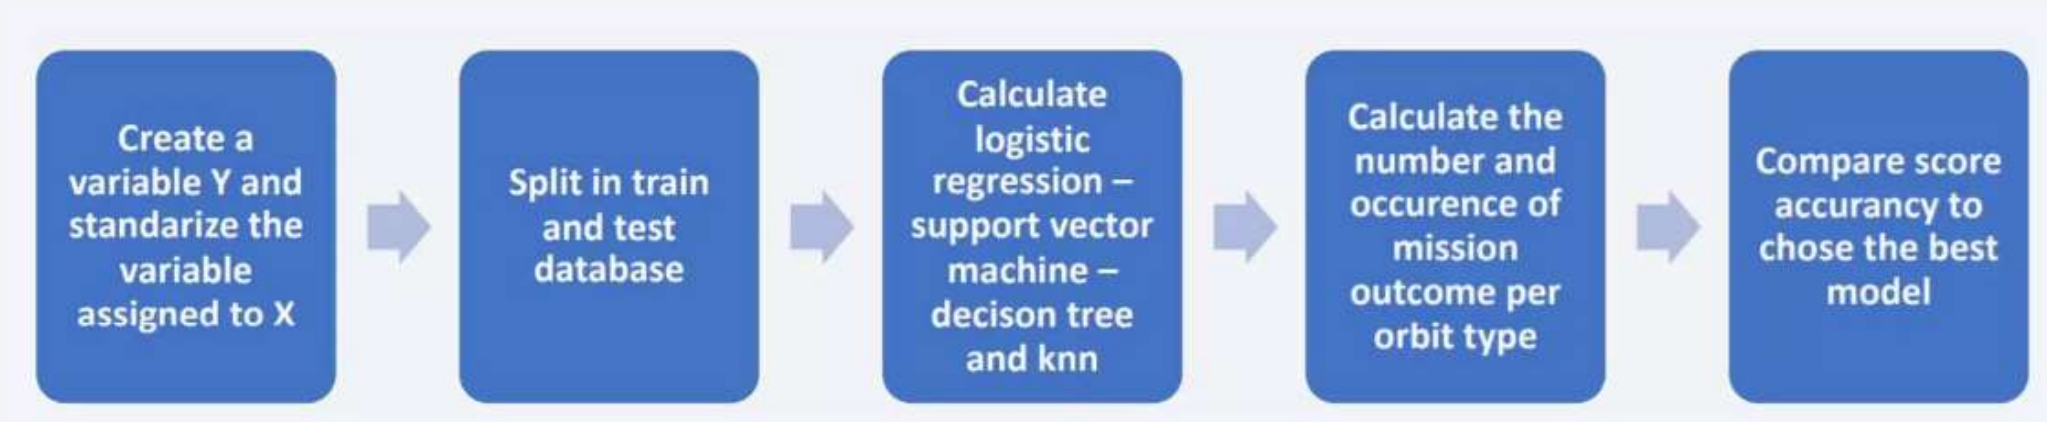 Create a
variable Y and
standarize the
variable
assigned to X
Split in train
and test
database
Calculate
logistic
regression –
support vector
machine –
decison tree
and knn
Calculate the
number and
occurence of
mission
outcome per
orbit type
Compare score
accurancy to
chose the best
model